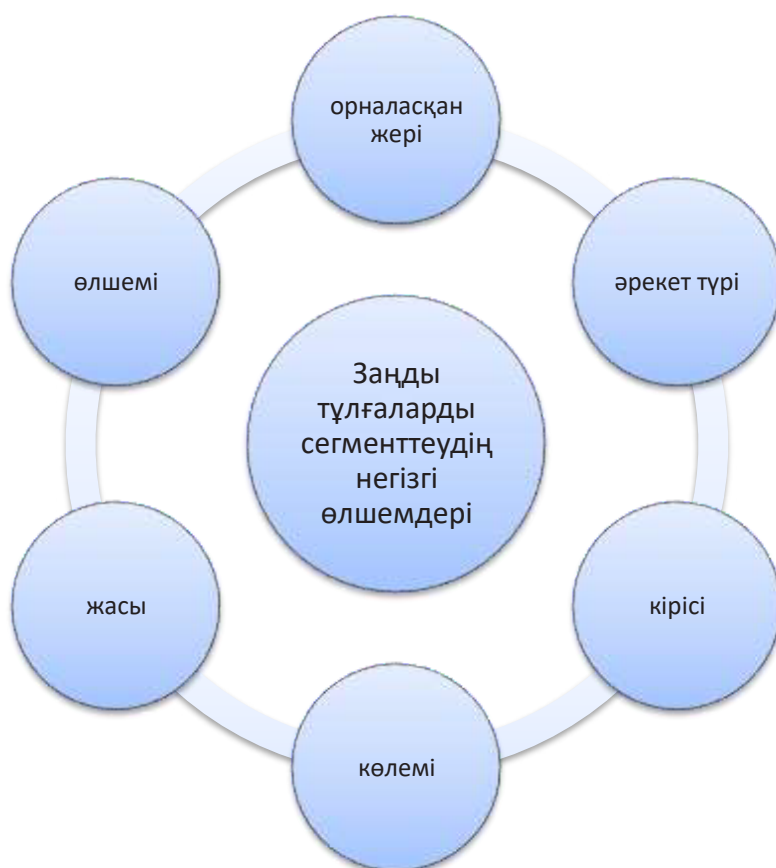 орналасқан
жері
өлшемі
әрекет түрі
Заңды
тұлғаларды
сегменттеудің
негізгі
өлшемдері
жасы
кірісі
көлемі